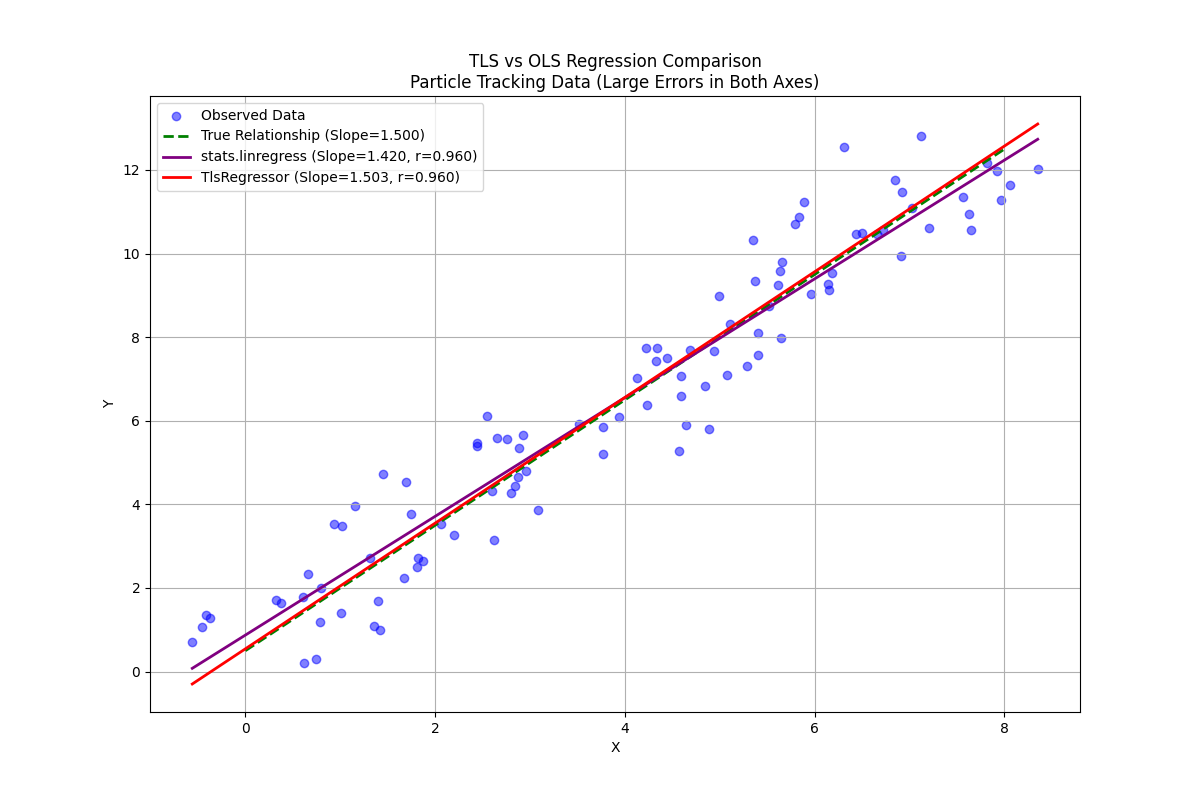 TLS vs OLS Regression Comparison
Particle Tracking Data (Large Errors in Both Axes)
Observed Data
True Relationship (Slope=1.500)
stats.linregress (Slope=1.420, r=0.960)
TlsRegressor (Slope=1.503, r=0.960)
12
10
8
6
4
2
0
Y
0 2 4 6 8
X